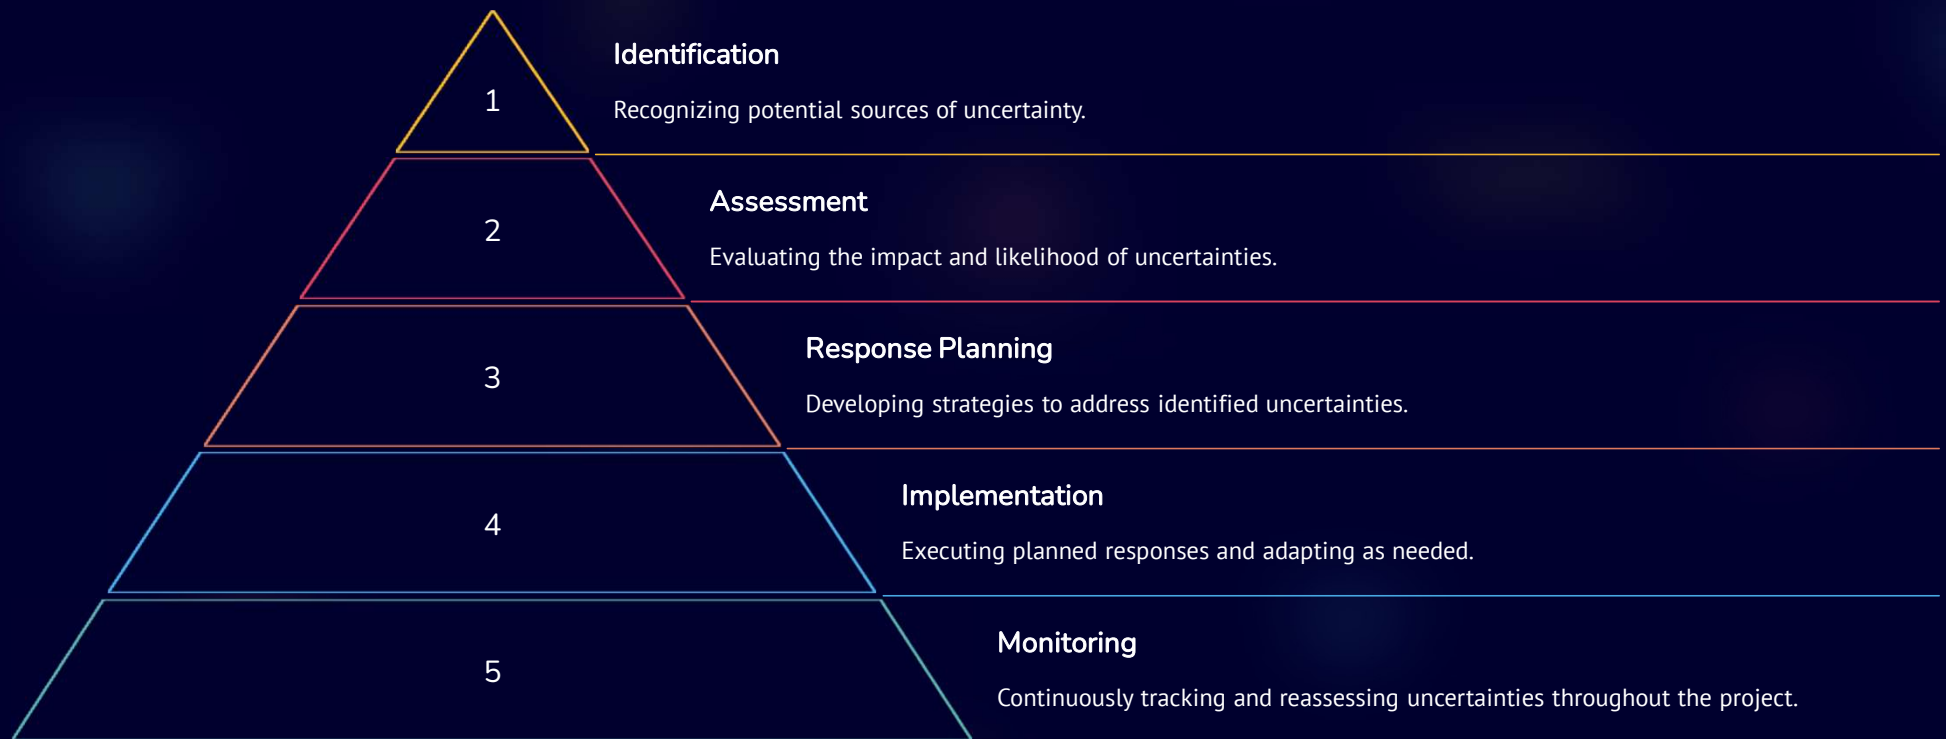 1
Identification
Recognizing potential sources of uncertainty.
2
Assessment
Evaluating the impact and likelihood of uncertainties.
3
Response Planning
Developing strategies to address identified uncertainties.
4
Implementation
Executing planned responses and adapting as needed.
5
Monitoring
Continuously tracking and reassessing uncertainties throughout the project.